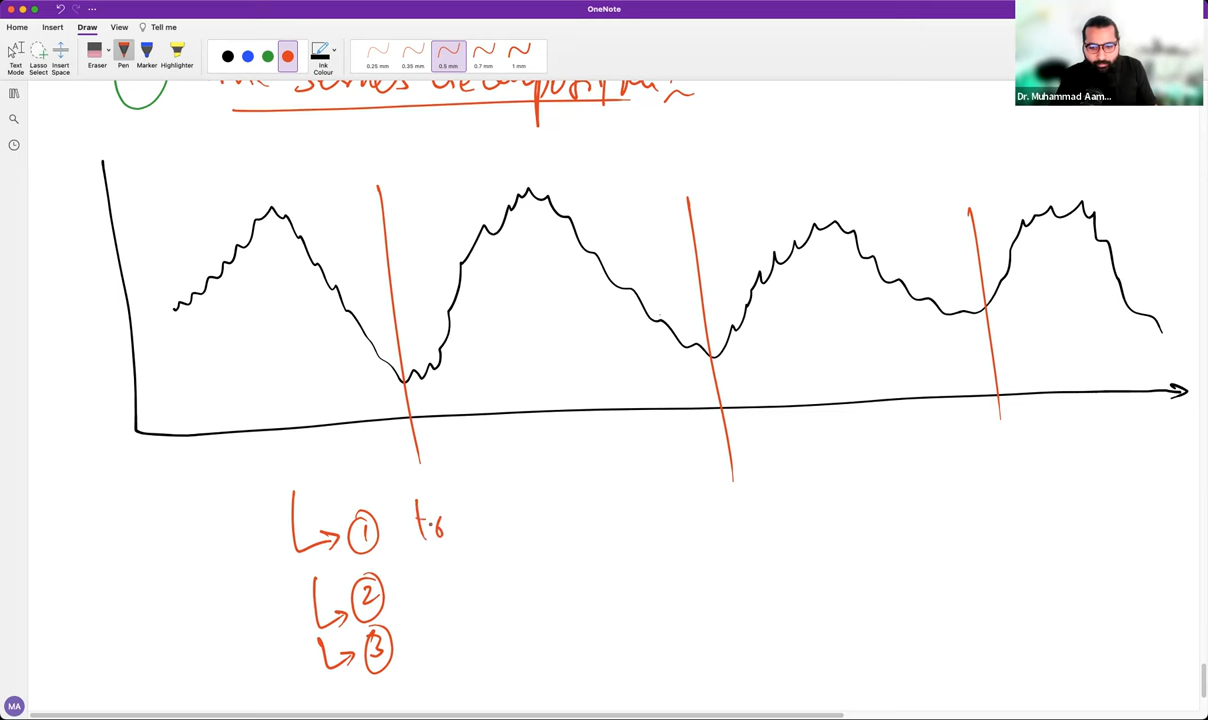 OneNote
Home Insert Draw View Tell me
Text Mode Lasso Select Insert Space Eraser Pen Marker Highlighter Ink Colour 0.25 mm 0.35 mm 0.5 mm 0.7 mm 1 mm
Dr. Muhammad Aam...
series decomposition
1
2
3
MA